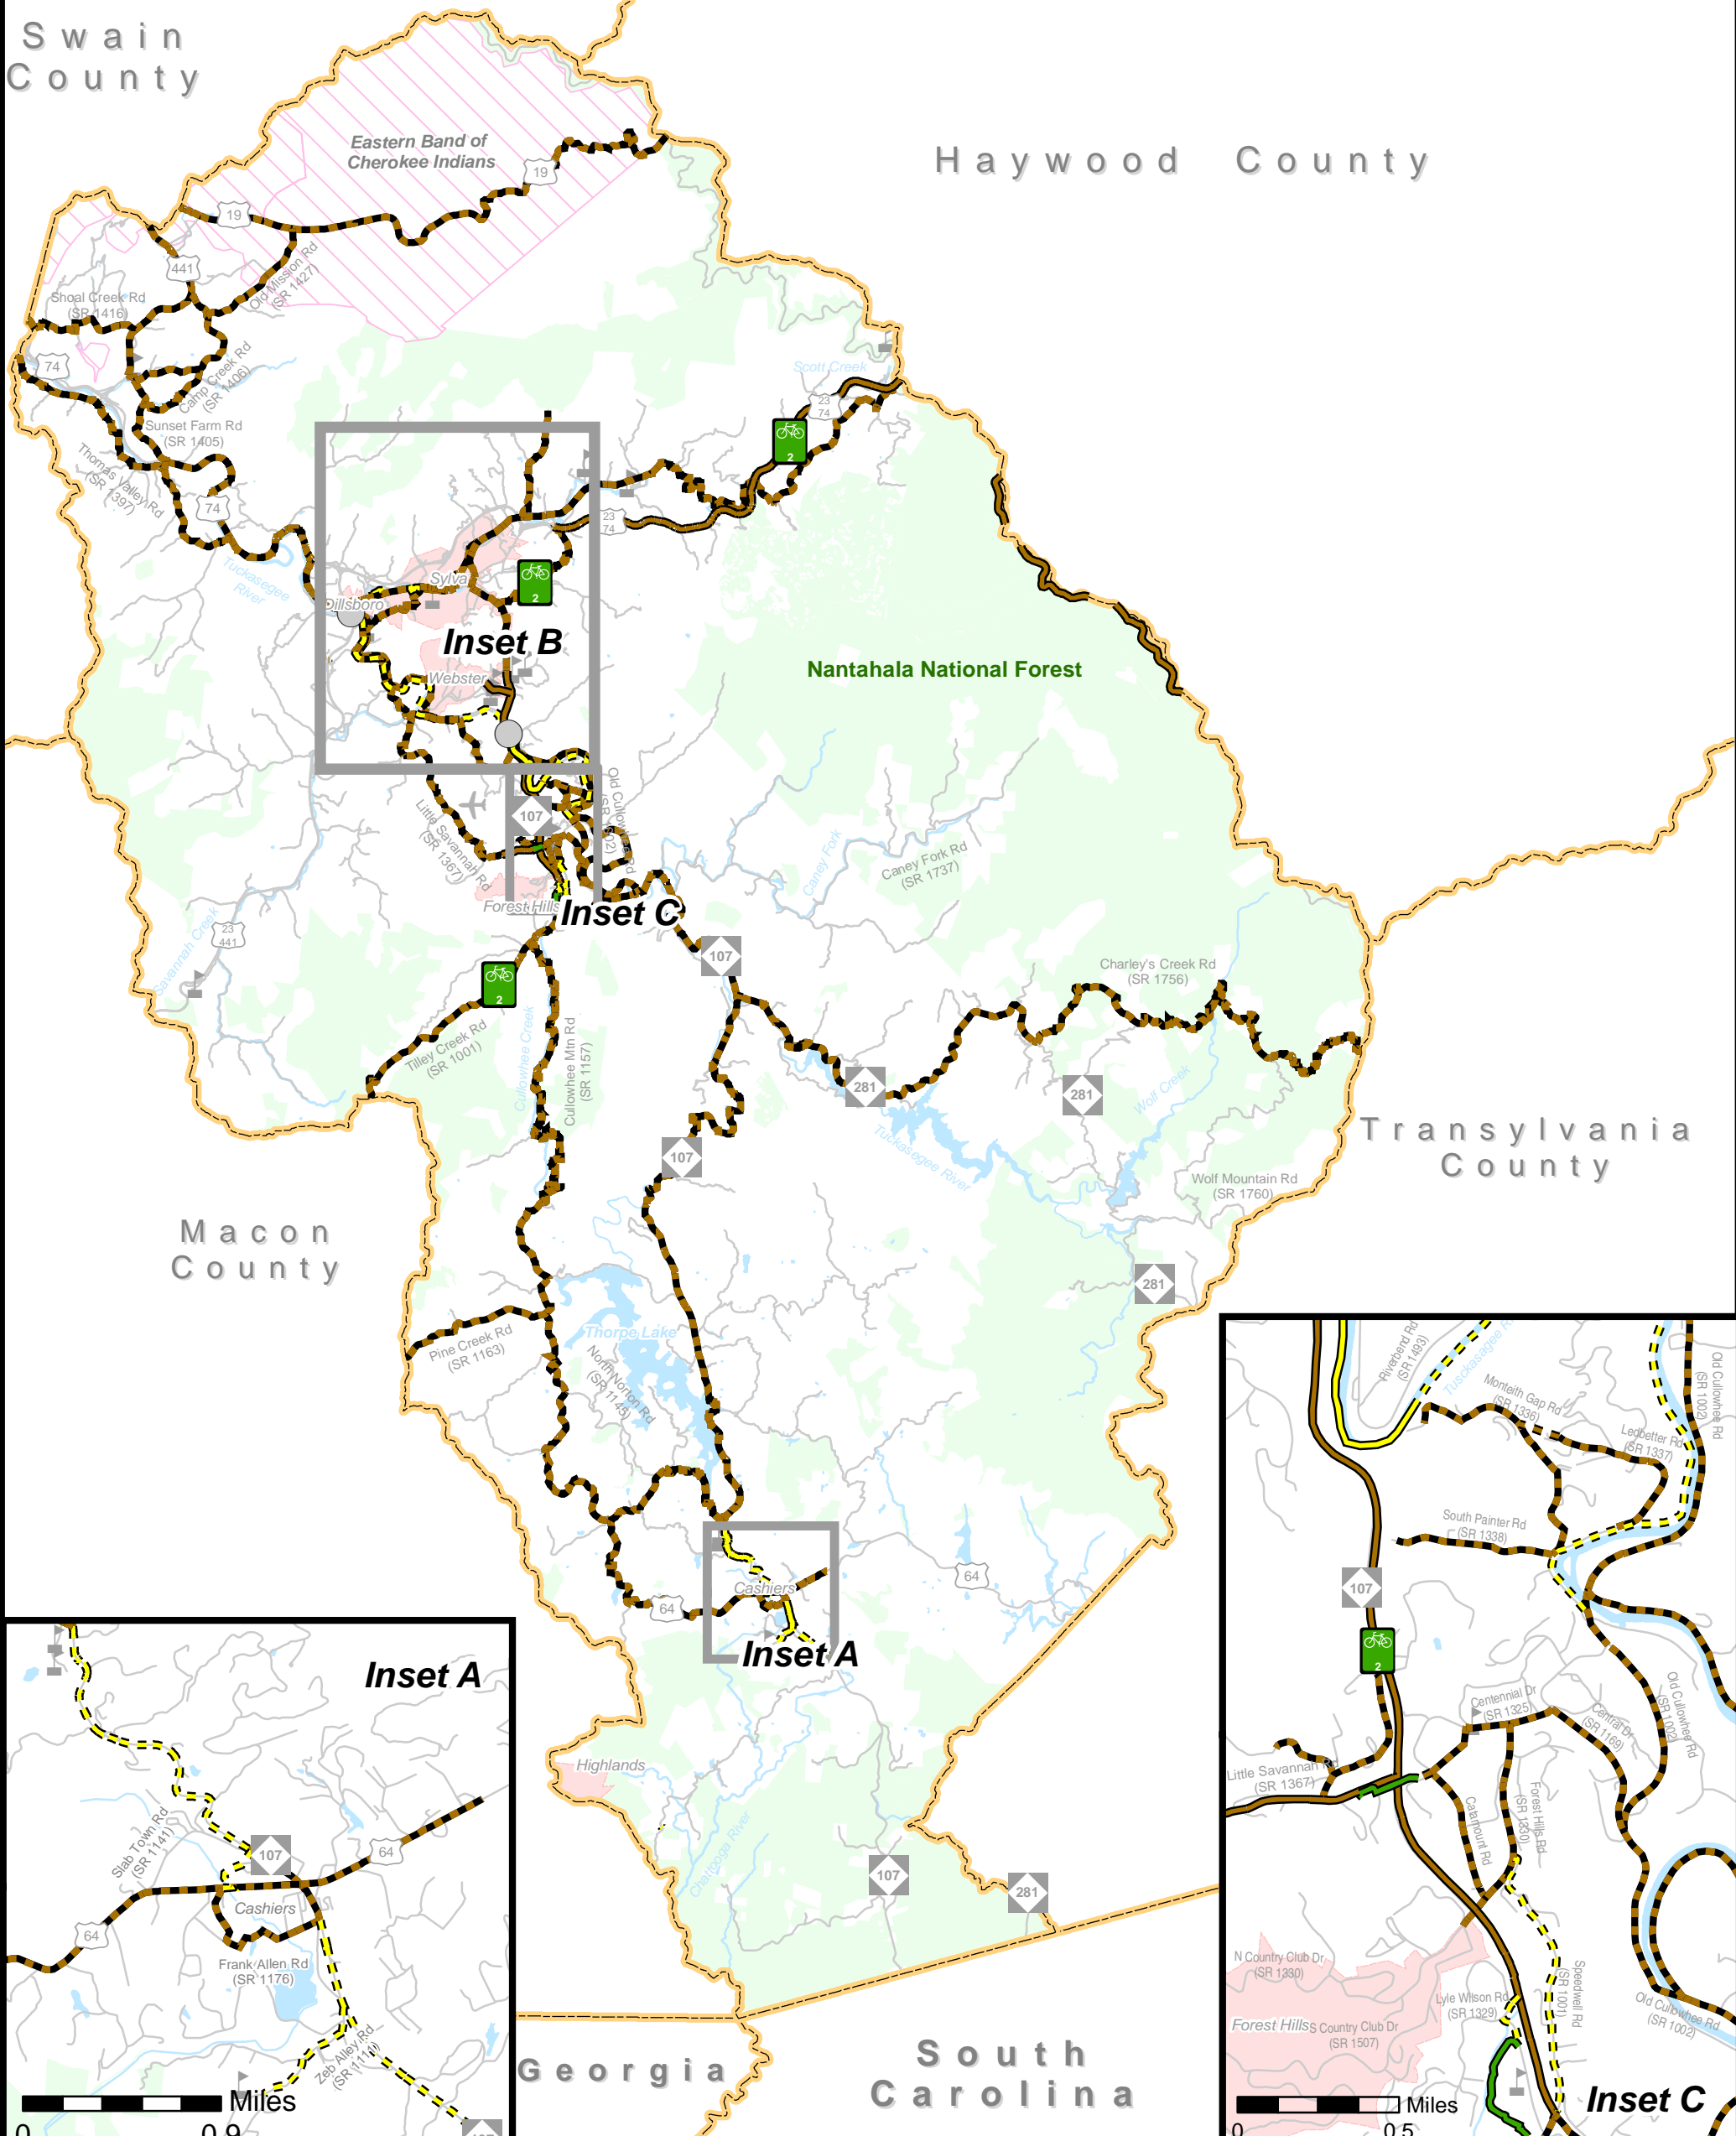 Swain
County
Haywood County
Eastern Band of
Cherokee Indians
19
19
441
Old Mission Rd
(SR 1427)
Shoal Creek Rd
(SR 1416)
74
Camp Creek Rd
(SR 1406)
Scott Creek
23
74
2
Sunset Farm Rd
(SR 1405)
Thomas Valley Rd
(SR 1397)
74
23
74
Tuckasegee
River
Sylva
2
Dillsboro
Inset B
Webster
Nantahala National Forest
Old Cullowhee Rd
(SR 1002)
107
Little Savannah Rd
(SR 1367)
Caney Fork
Caney Fork Rd
(SR 1737)
Forest Hills
Inset C
Savannah Creek
23
441
107
2
Charley's Creek Rd
(SR 1756)
Tilley Creek Rd
(SR 1001)
Cullowhee Creek
Cullowhee Mtn Rd
(SR 1157)
281
281
Wolf Creek
Tuckasegee River
107
Transylvania
County
Wolf Mountain Rd
(SR 1760)
Macon
County
281
Thorpe Lake
Pine Creek Rd
(SR 1163)
North Norton Rd
(SR 1145)
64
Cashiers
64
Inset A
Highlands
Chattooga River
107
281
Georgia
South
Carolina
Inset A
Slab Town Rd
(SR 1141)
107
64
Cashiers
64
Frank Allen Rd
(SR 1176)
Zeb Alley Rd
Miles
0 0.9
Riverbend Rd
(SR 1493)
Monteith Gap Rd
(SR 1336)
Old Cullowhee Rd
(SR 1002)
Ledbetter Rd
(SR 1337)
South Painter Rd
(SR 1338)
107
2
Centennial Dr
(SR 1325)
Central Dr
(SR 1169)
Old Cullowhee Rd
(SR 1002)
Little Savannah Rd
(SR 1367)
Catamount Rd
Forest Hills Rd
(SR 1330)
N Country Club Dr
(SR 1330)
Speedwell Rd
(SR 1001)
Lyle Wilson Rd
(SR 1329)
Forest Hills
S Country Club Dr
(SR 1507)
Old Cullowhee Rd
(SR 1002)
Miles
0 0.5
Inset C